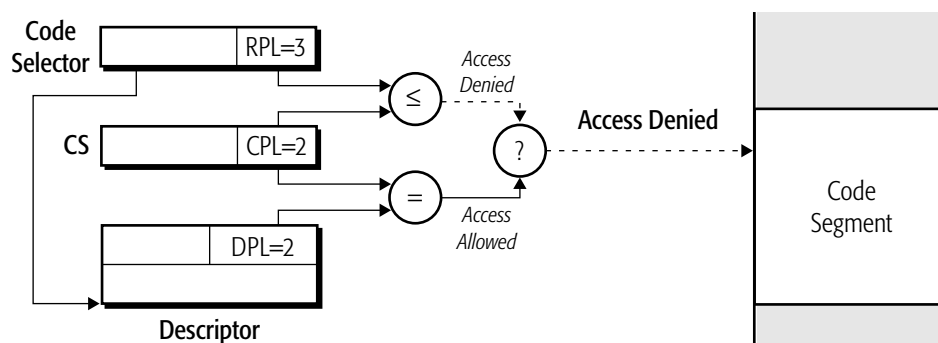 Code
Selector
RPL=3
≤
Access
Denied
CS
CPL=2
?
Access Denied
=
Access
Allowed
DPL=2
Descriptor
Code
Segment